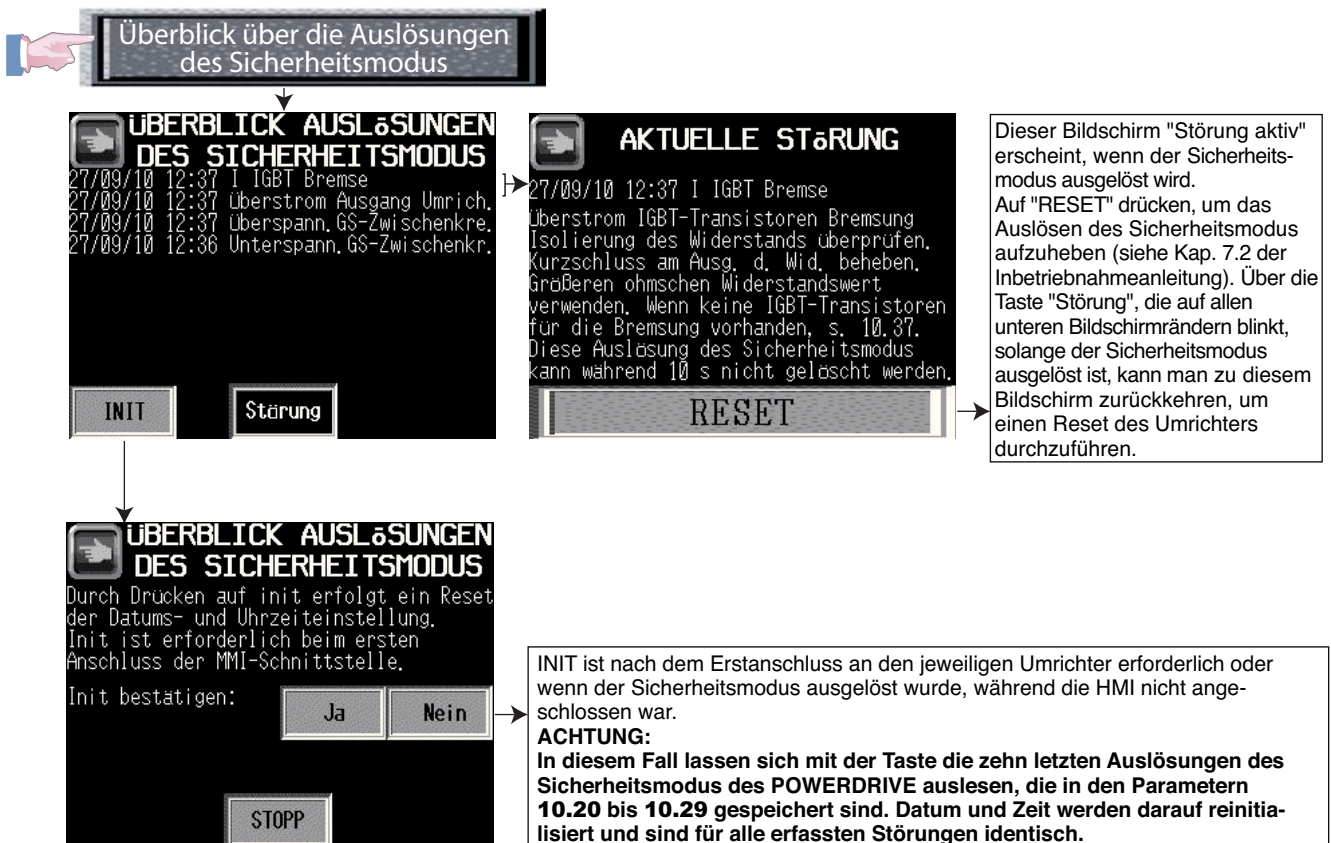 Überblick über die Auslösungen
des Sicherheitsmodus
ÜBERBLICK AUSLöSUNGEN
DES SICHERHEITSMODUS
27/09/10 12:37 I IGBT Bremse
27/09/10 12:37 überstrom Ausgang Umrich.
27/09/10 12:37 überspann.GS-Zwischenkre.
27/09/10 12:36 Unterspann.GS-Zwischenkr.
INIT
Störung
AKTUELLE STöRUNG
27/09/10 12:37 I IGBT Bremse
überstrom IGBT-Transistoren Bremsung
Isolierung des Widerstands überprüfen.
Kurzschluss am Ausg. d. Wid. beheben.
Größeren ohmschen Widerstandswert
verwenden. Wenn keine IGBT-Transistoren
für die Bremsung vorhanden, s. 10.37.
Diese Auslösung des Sicherheitsmodus
kann während 10 s nicht gelöscht werden.
RESET
Dieser Bildschirm "Störung aktiv"
erscheint, wenn der Sicherheits-
modus ausgelöst wird.
Auf "RESET" drücken, um das
Auslösen des Sicherheitsmodus
aufzuheben (siehe Kap. 7.2 der
Inbetriebnahmeanleitung). Über die
Taste "Störung", die auf allen
unteren Bildschirmrändern blinkt,
solange der Sicherheitsmodus
ausgelöst ist, kann man zu diesem
Bildschirm zurückkehren, um
einen Reset des Umrichters
durchzuführen.
ÜBERBLICK AUSLöSUNGEN
DES SICHERHEITSMODUS
Durch Drücken auf init erfolgt ein Reset
der Datums- und Uhrzeiteinstellung.
Init ist erforderlich beim ersten
Anschluss der MMI-Schnittstelle.
Init bestätigen:
Ja
Nein
STOPP
INIT ist nach dem Erstanschluss an den jeweiligen Umrichter erforderlich oder
wenn der Sicherheitsmodus ausgelöst wurde, während die HMI nicht ange-
schlossen war.
ACHTUNG:
In diesem Fall lassen sich mit der Taste die zehn letzten Auslösungen des
Sicherheitsmodus des POWERDRIVE auslesen, die in den Parametern
10.20 bis 10.29 gespeichert sind. Datum und Zeit werden darauf reinitia-
lisiert und sind für alle erfassten Störungen identisch.